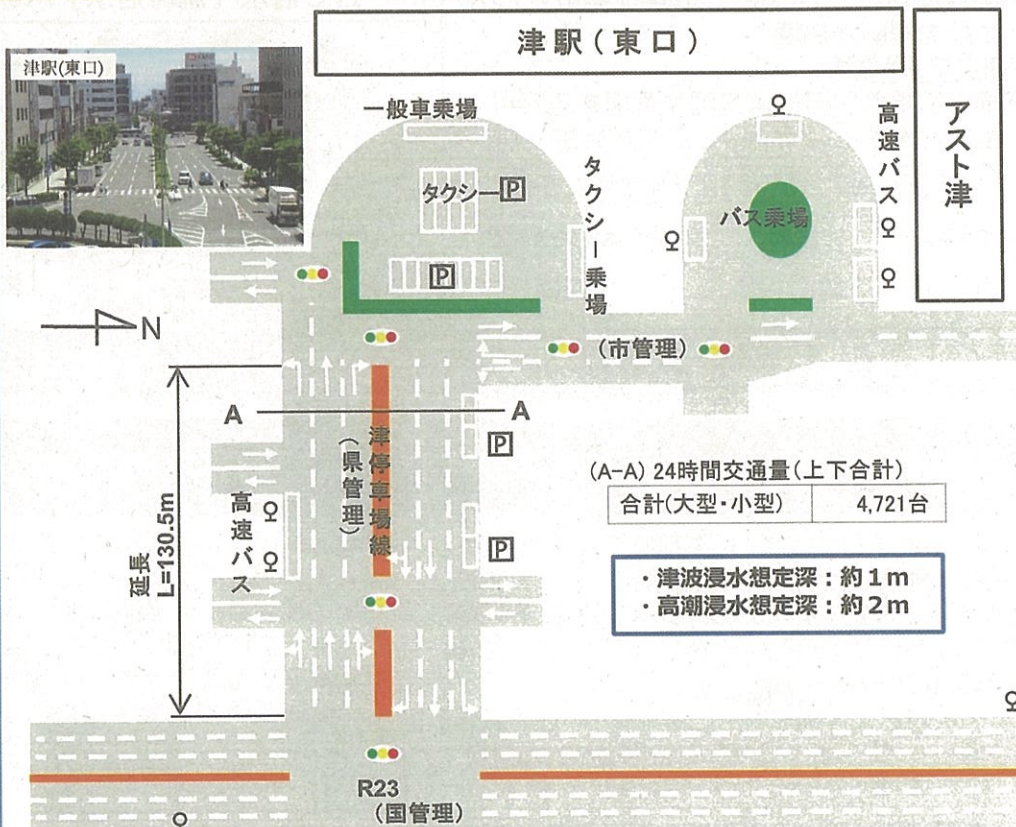 津駅(東口)
津駅(東口)
アスト津
一般車乗場
タクシー P
タクシー乗場
P
バス乗場
高速バス
N
(市管理)
A
A
津停車場線
(県管理)
P
P
高速バス
延長
L=130.5m
(A-A) 24時間交通量(上下合計)
合計(大型・小型) 4,721台
・津波浸水想定深:約1m
・高潮浸水想定深:約2m
R23
(国管理)